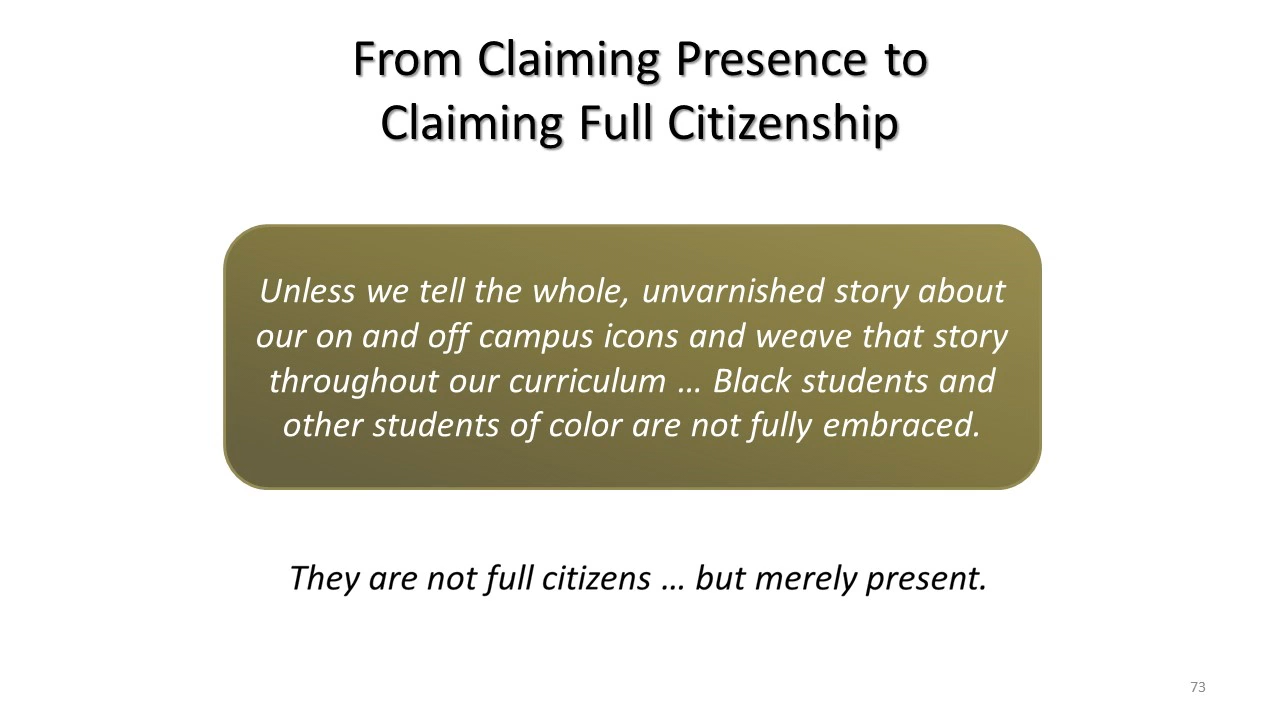 From Claiming Presence to
Claiming Full Citizenship
Unless we tell the whole, unvarnished story about
our on and off campus icons and weave that story
throughout our curriculum … Black students and
other students of color are not fully embraced.
They are not full citizens … but merely present.
73